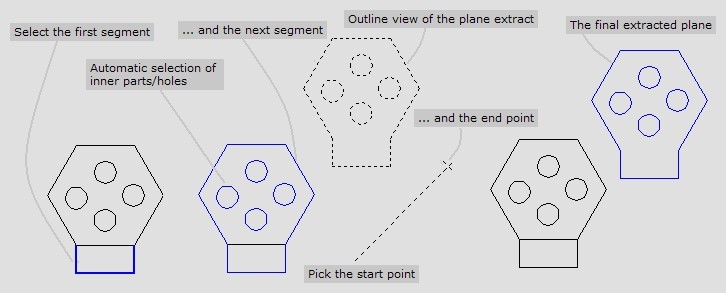 Select the first segment
... and the next segment
Outline view of the plane extract
The final extracted plane
Automatic selection of
inner parts/holes
... and the end point
Pick the start point